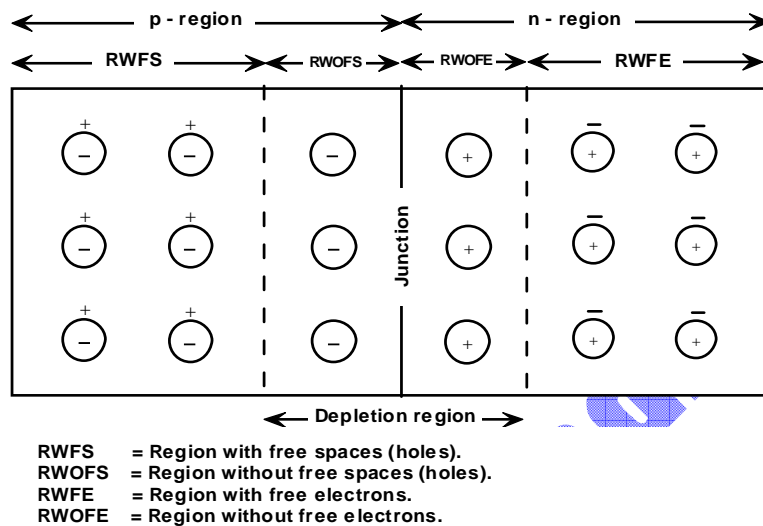 p - region n - region
RWFS RWOFS RWOFE RWFE
+ + − −
− − − + + +
+ + − −
− − − + + +
+ + − −
− − − + + +
Junction
Depletion region
RWFS = Region with free spaces (holes).
RWOFS = Region without free spaces (holes).
RWFE = Region with free electrons.
RWOFE = Region without free electrons.